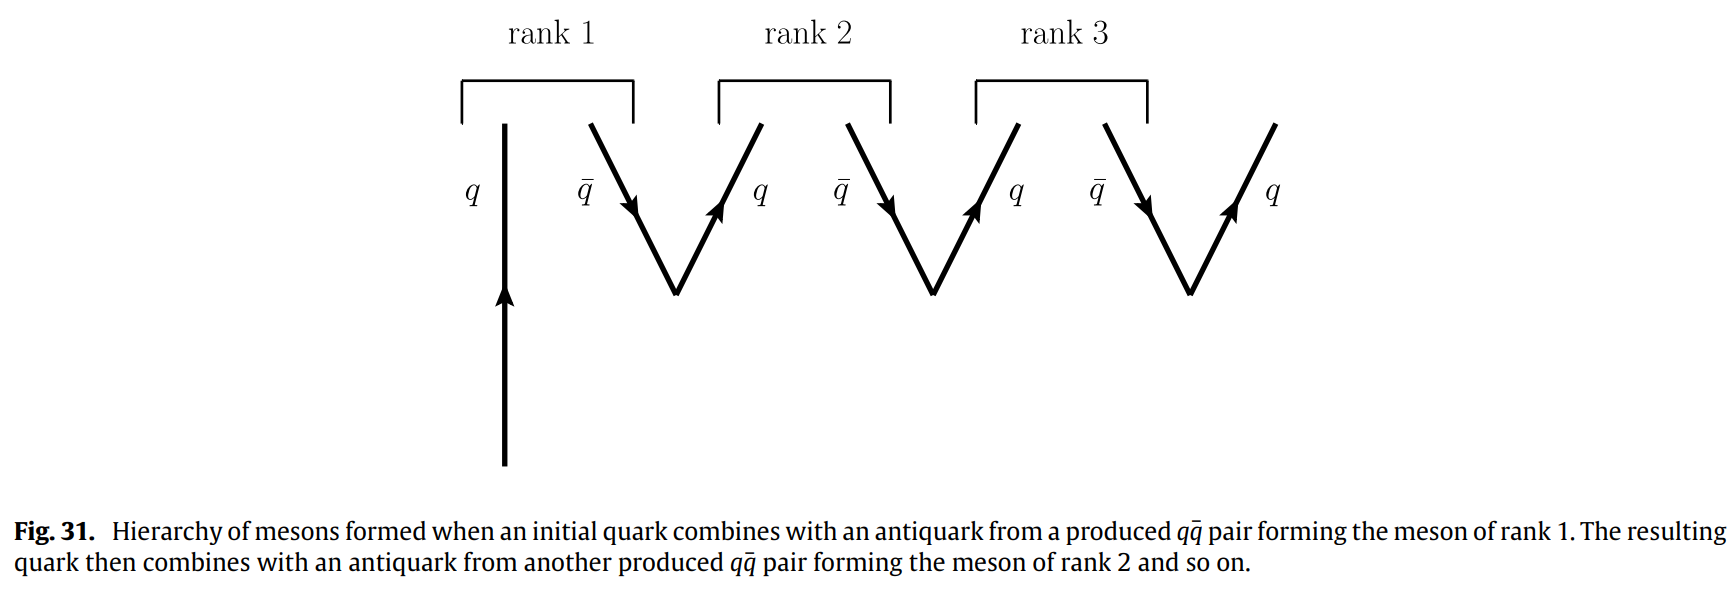 rank 1 rank 2 rank 3
q q̄ q q̄ q q̄ q
Fig. 31. Hierarchy of mesons formed when an initial quark combines with an antiquark from a produced qq̄ pair forming the meson of rank 1. The resulting
quark then combines with an antiquark from another produced qq̄ pair forming the meson of rank 2 and so on.